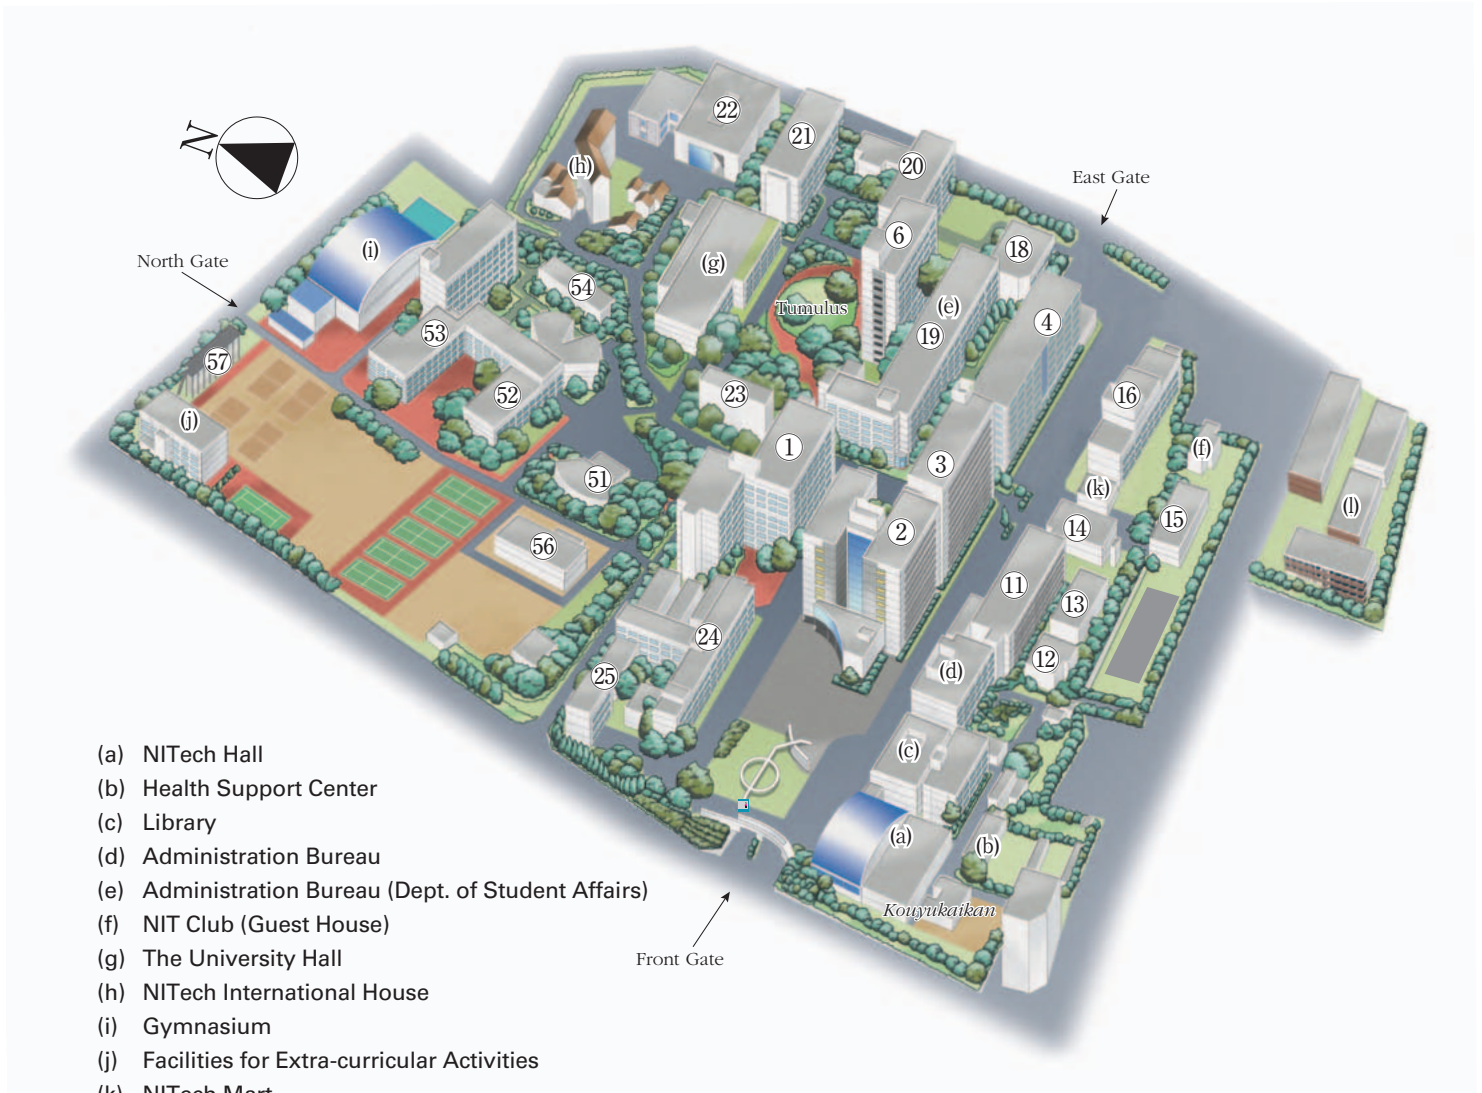 N
22
21
20
(h)
East Gate
6
18
(i)
North Gate
(g)
54
Tumulus
(e)
4
53
19
57
52
23
16
(j)
1
(f)
3
51
(k)
(l)
15
14
2
56
11
13
24
12
25
(d)
(c)
(a)
(b)
Kouyukaikan
Front Gate
(a) NITech Hall
(b) Health Support Center
(c) Library
(d) Administration Bureau
(e) Administration Bureau (Dept. of Student Affairs)
(f) NIT Club (Guest House)
(g) The University Hall
(h) NITech International House
(i) Gymnasium
(j) Facilities for Extra-curricular Activities
(k) NITech Mart